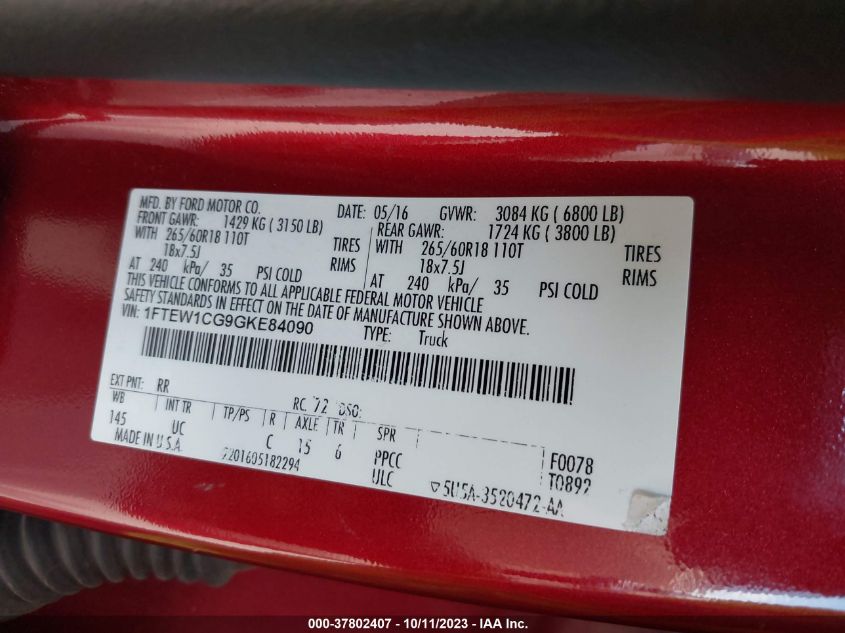 MFD. BY FORD MOTOR CO. DATE: 05/16 GVWR: 3084 KG ( 6800 LB)
FRONT GAWR: 1429 KG ( 3150 LB) REAR GAWR: 1724 KG ( 3800 LB)
WITH 265/60R18 110T TIRES WITH 265/60R18 110T TIRES
18x7.5J RIMS 18x7.5J RIMS
AT 240 kPa/ 35 PSI COLD AT 240 kPa/ 35 PSI COLD
THIS VEHICLE CONFORMS TO ALL APPLICABLE FEDERAL MOTOR VEHICLE
SAFETY STANDARDS IN EFFECT ON THE DATE OF MANUFACTURE SHOWN ABOVE.
VIN: 1FTEW1CG9GKE84090 TYPE: Truck
EXT PNT: RR RC: 72 DSO:
WB INT TR TP/PS R AXLE TR SPR
145 UC C 15 6 PPCC F0078
MADE IN U.S.A. ULC T0892
7201605182294 5U5A-3520472-AA
000-37802407 - 10/11/2023 - IAA Inc.